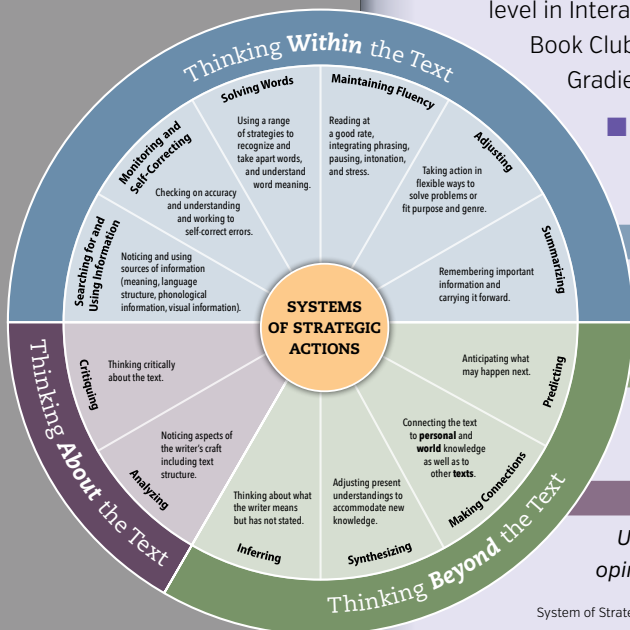 level in Intera
Book Club
Gradie
Thinking Within the Text
Solving Words
Using a range
of strategies to
recognize and
take apart words,
and understand
word meaning.
Maintaining Fluency
Reading at
a good rate,
integrating phrasing,
pausing, intonation,
and stress.
Adjusting
Taking action in
flexible ways to
solve problems or
fit purpose and genre.
Summarizing
Remembering important
information and
carrying it forward.
Monitoring and
Self-Correcting
Checking on accuracy
and understanding
and working to
self-correct errors.
Searching for and
Using Information
Noticing and using
sources of information
(meaning, language
structure, phonological
information, visual information).
SYSTEMS
OF STRATEGIC
ACTIONS
Thinking About the Text
Critiquing
Thinking critically
about the text.
Analyzing
Noticing aspects of
the writer's craft
including text
structure.
Thinking Beyond the Text
Predicting
Anticipating what
may happen next.
Making Connections
Connecting the text
to personal and
world knowledge
as well as to
other texts.
Synthesizing
Adjusting present
understandings to
accommodate new
knowledge.
Inferring
Thinking about what
the writer means
but has not stated.
U
opin
System of Strate